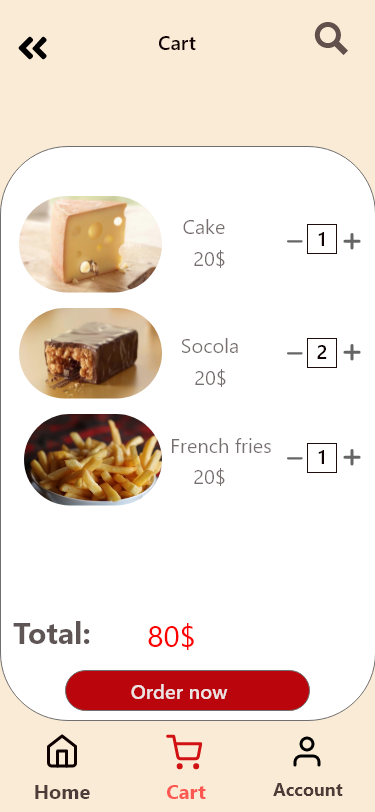 Cart
Cake
20$
1
Socola
20$
2
French fries
20$
1
Total:
80$
Order now
Home
Cart
Account